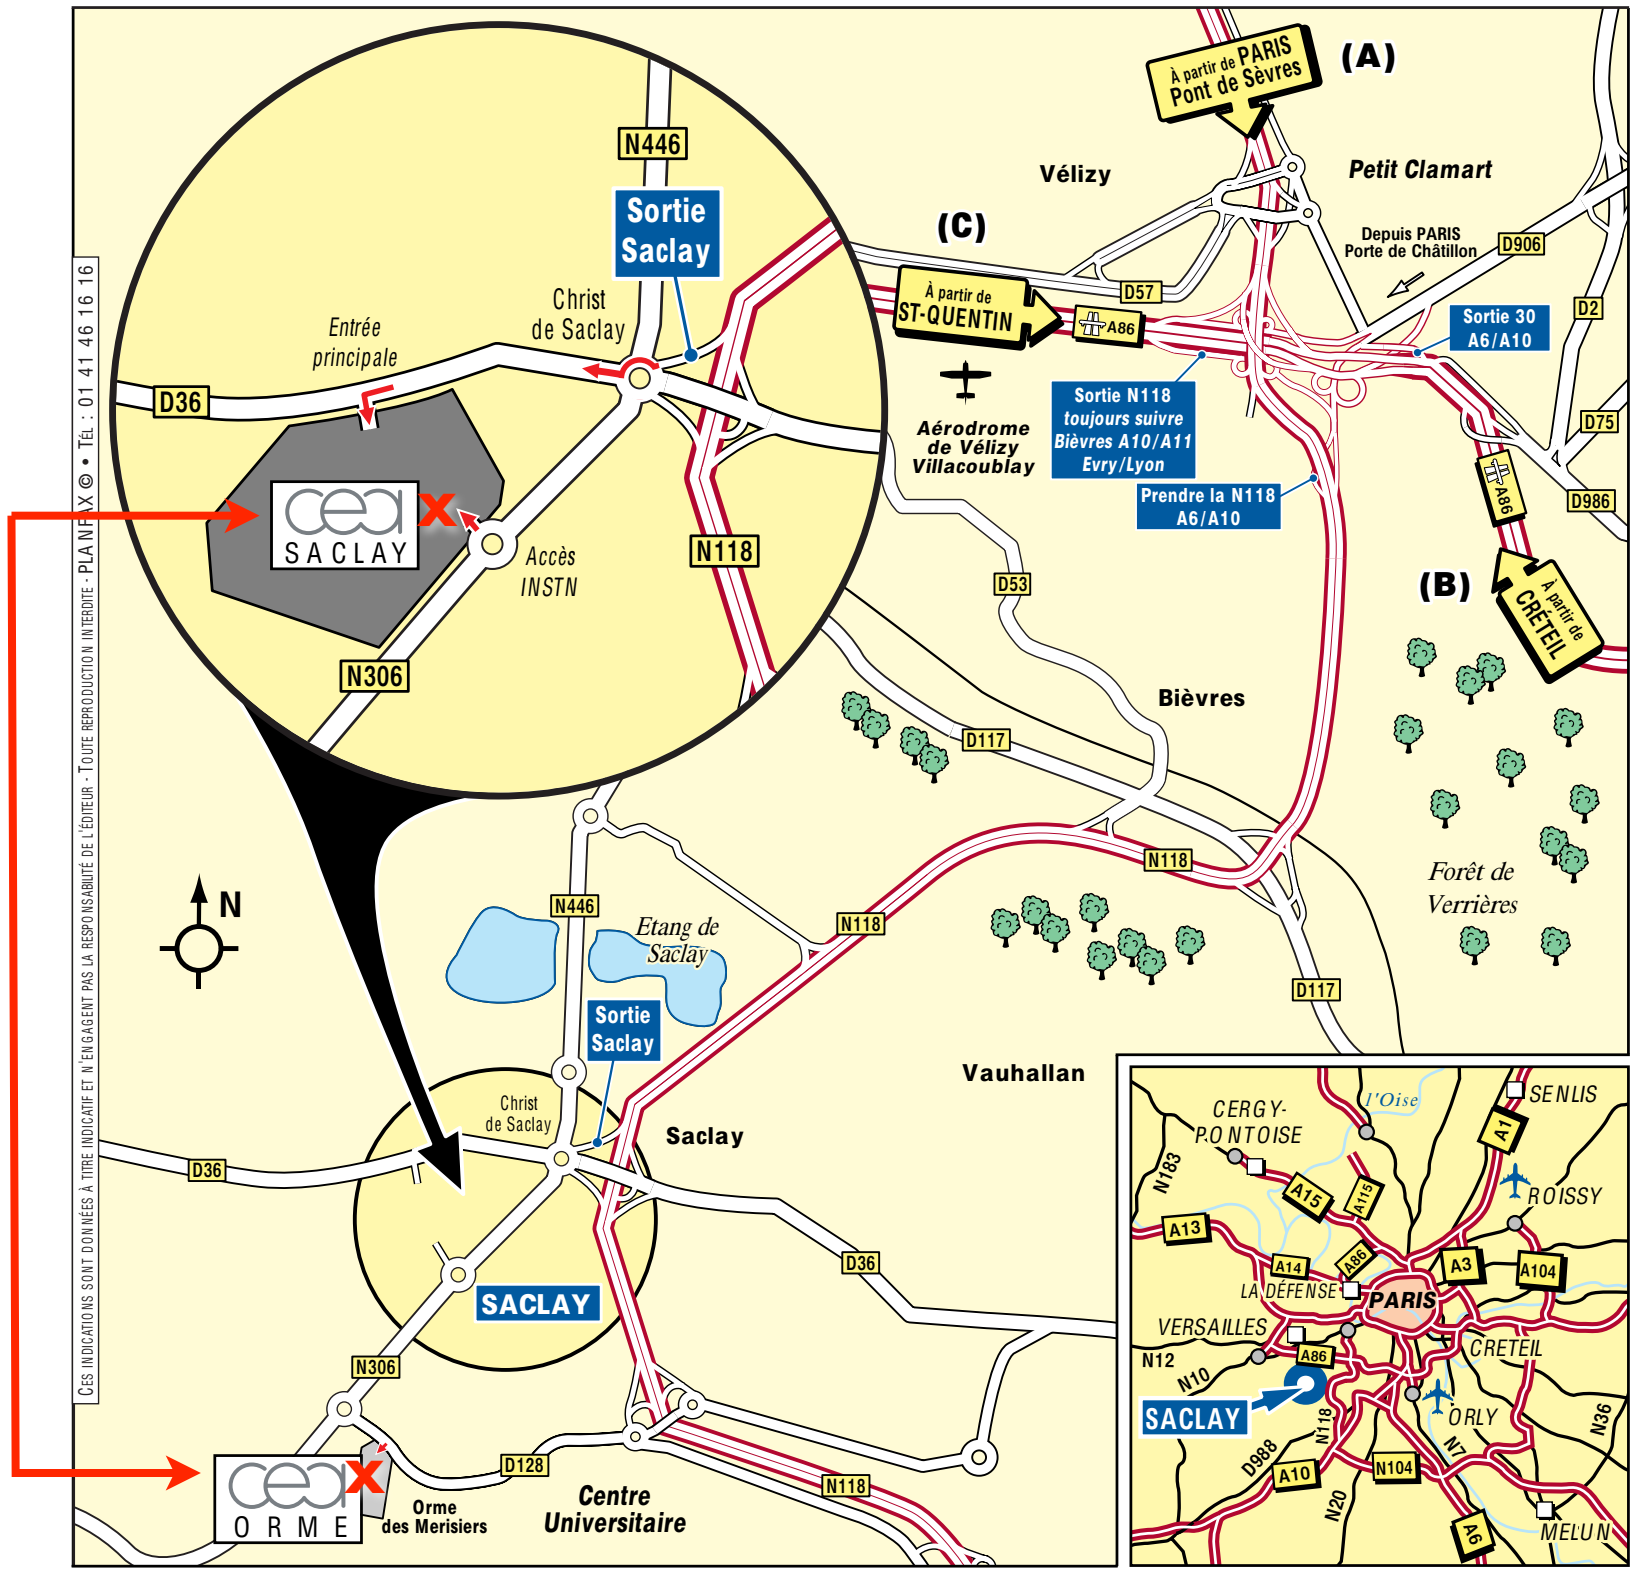 À partir de PARIS
Pont de Sèvres
(A)
N446
Sortie
Saclay
Vélizy
Petit Clamart
(C)
Depuis PARIS
Porte de Châtillon
D906
À partir de
ST-QUENTIN
D57
A86
D2
Sortie 30
A6/A10
Christ
de Saclay
Entrée
principale
D36
Sortie N118
toujours suivre
Bièvres A10/A11
Evry/Lyon
Aérodrome
de Vélizy
Villacoublay
D75
Prendre la N118
A6/A10
A86
D986
cea
SACLAY
X
Accès
INSTN
N118
D53
(B)
À partir de
CRÉTEIL
N306
Bièvres
D117
N118
Forêt de
Verrières
N
N446
Etang de
Saclay
N118
D117
Sortie
Saclay
Vauhallan
Christ
de Saclay
Saclay
D36
D36
SACLAY
N306
cea
ORME
X
D128
Orme
des Merisiers
Centre
Universitaire
N118
CES INDICATIONS SONT DONNÉES À TITRE INDICATIF ET N'ENGAGENT PAS LA RESPONSABILITÉ DE L'ÉDITEUR - TOUTE REPRODUCTION INTERDITE - PLANFAX © • TÉL : 01 41 46 16 16
l'Oise
SENLIS
CERGY-
PONTOISE
A1
N183
ROISSY
A15
A115
A13
A86
A14
A3
A104
LA DÉFENSE
PARIS
VERSAILLES
CRETEIL
N12
A86
N10
SACLAY
ORLY
N118
N36
D988
N7
A10
N104
N20
A6
MELUN